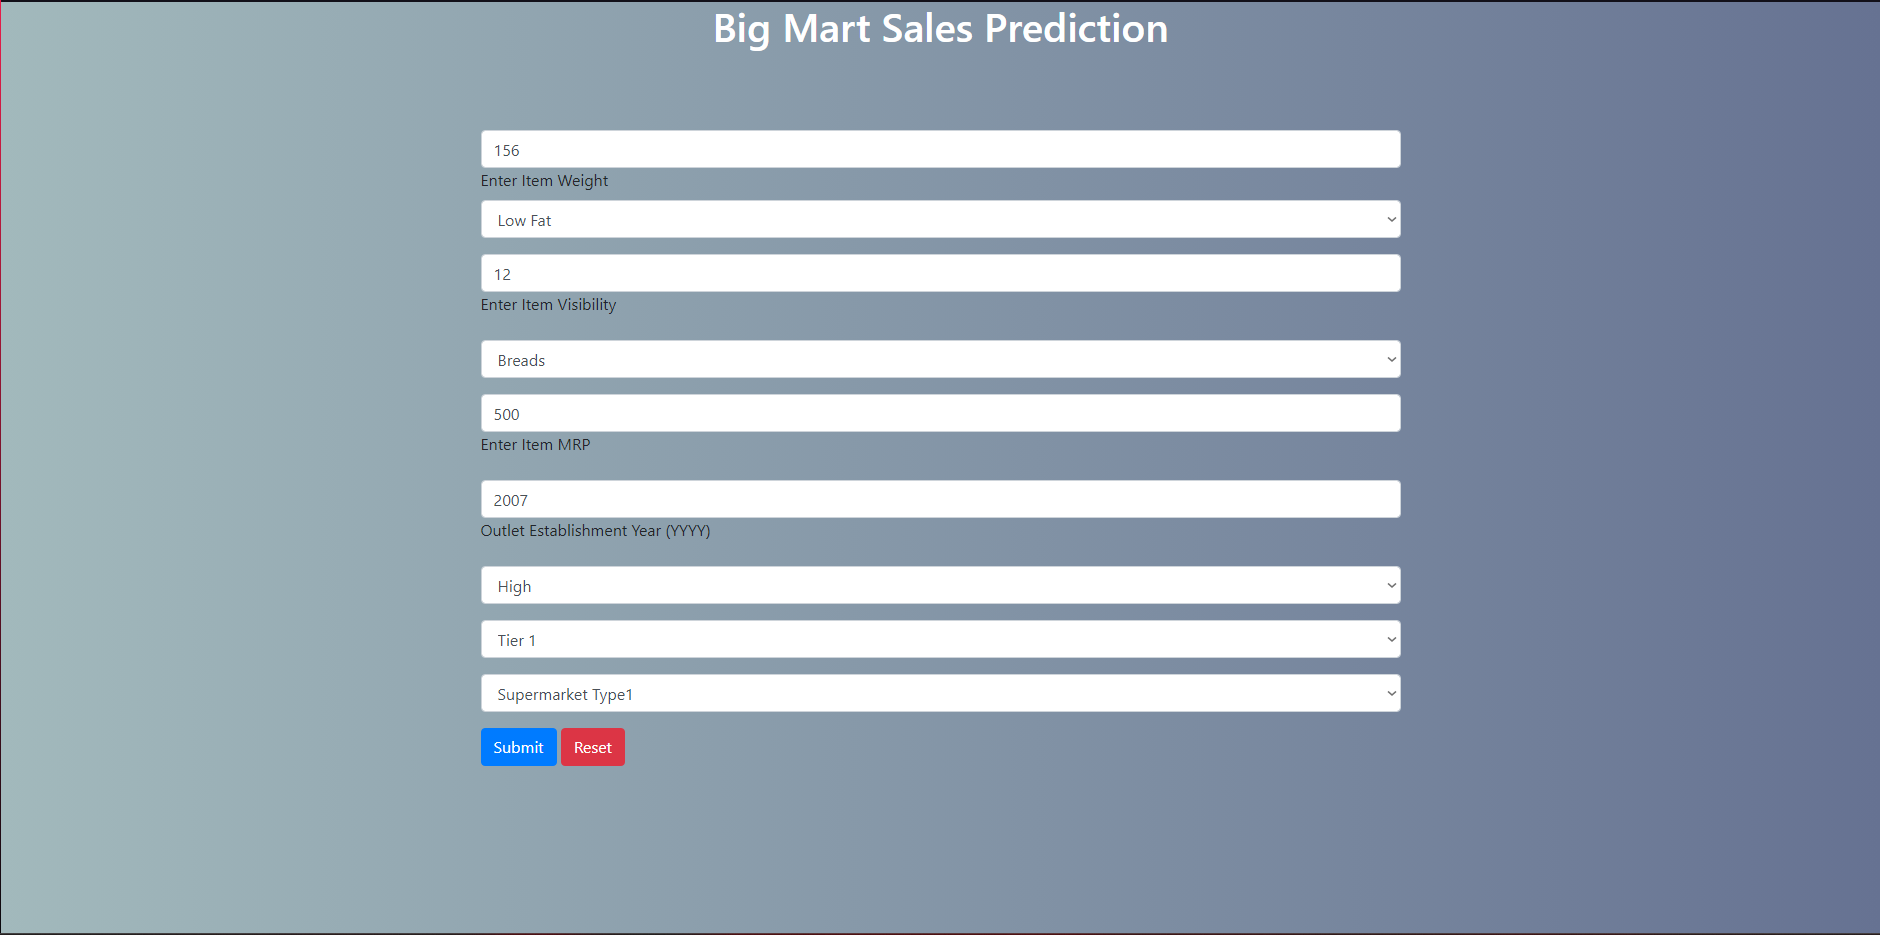 Big Mart Sales Prediction
156
Enter Item Weight
Low Fat
12
Enter Item Visibility
Breads
500
Enter Item MRP
2007
Outlet Establishment Year (YYYY)
High
Tier 1
Supermarket Type1
Submit Reset